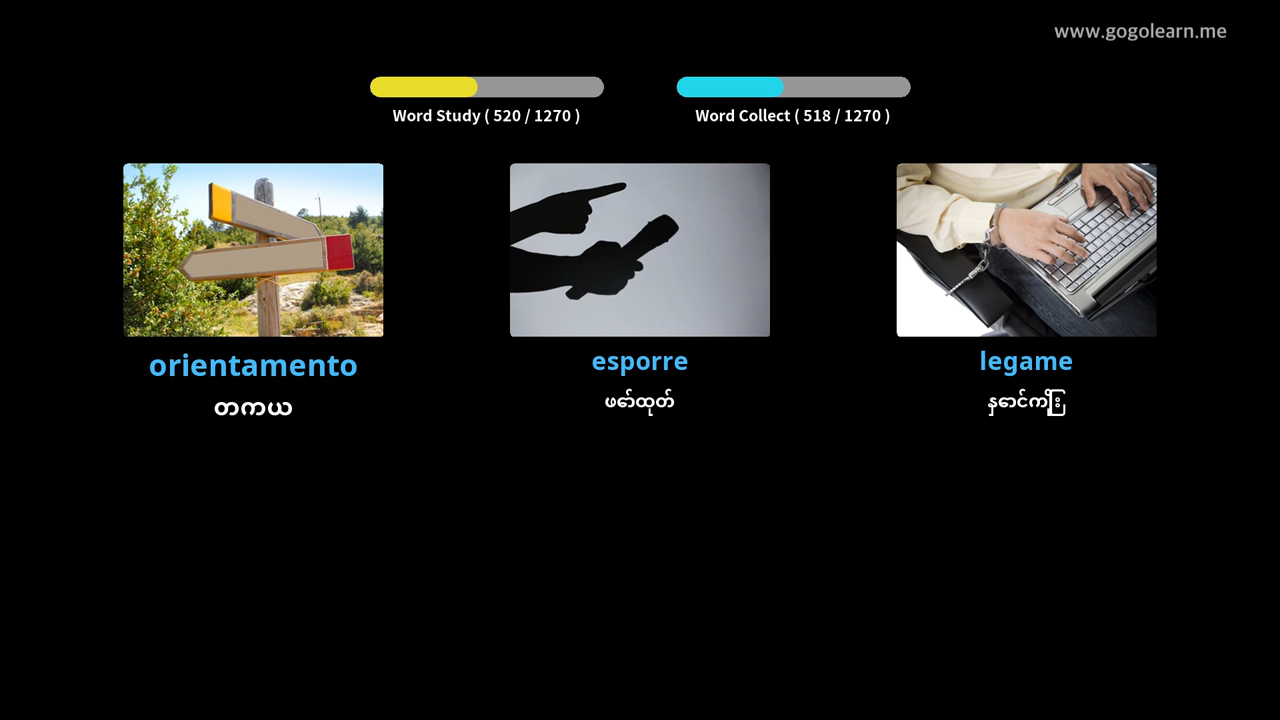 www.gogolearn.me
Word Study ( 520 / 1270 )
Word Collect ( 518 / 1270 )
orientamento
esporre
legame
တကယ
ဖော်ထုတ်
နှောင်ကြိုး